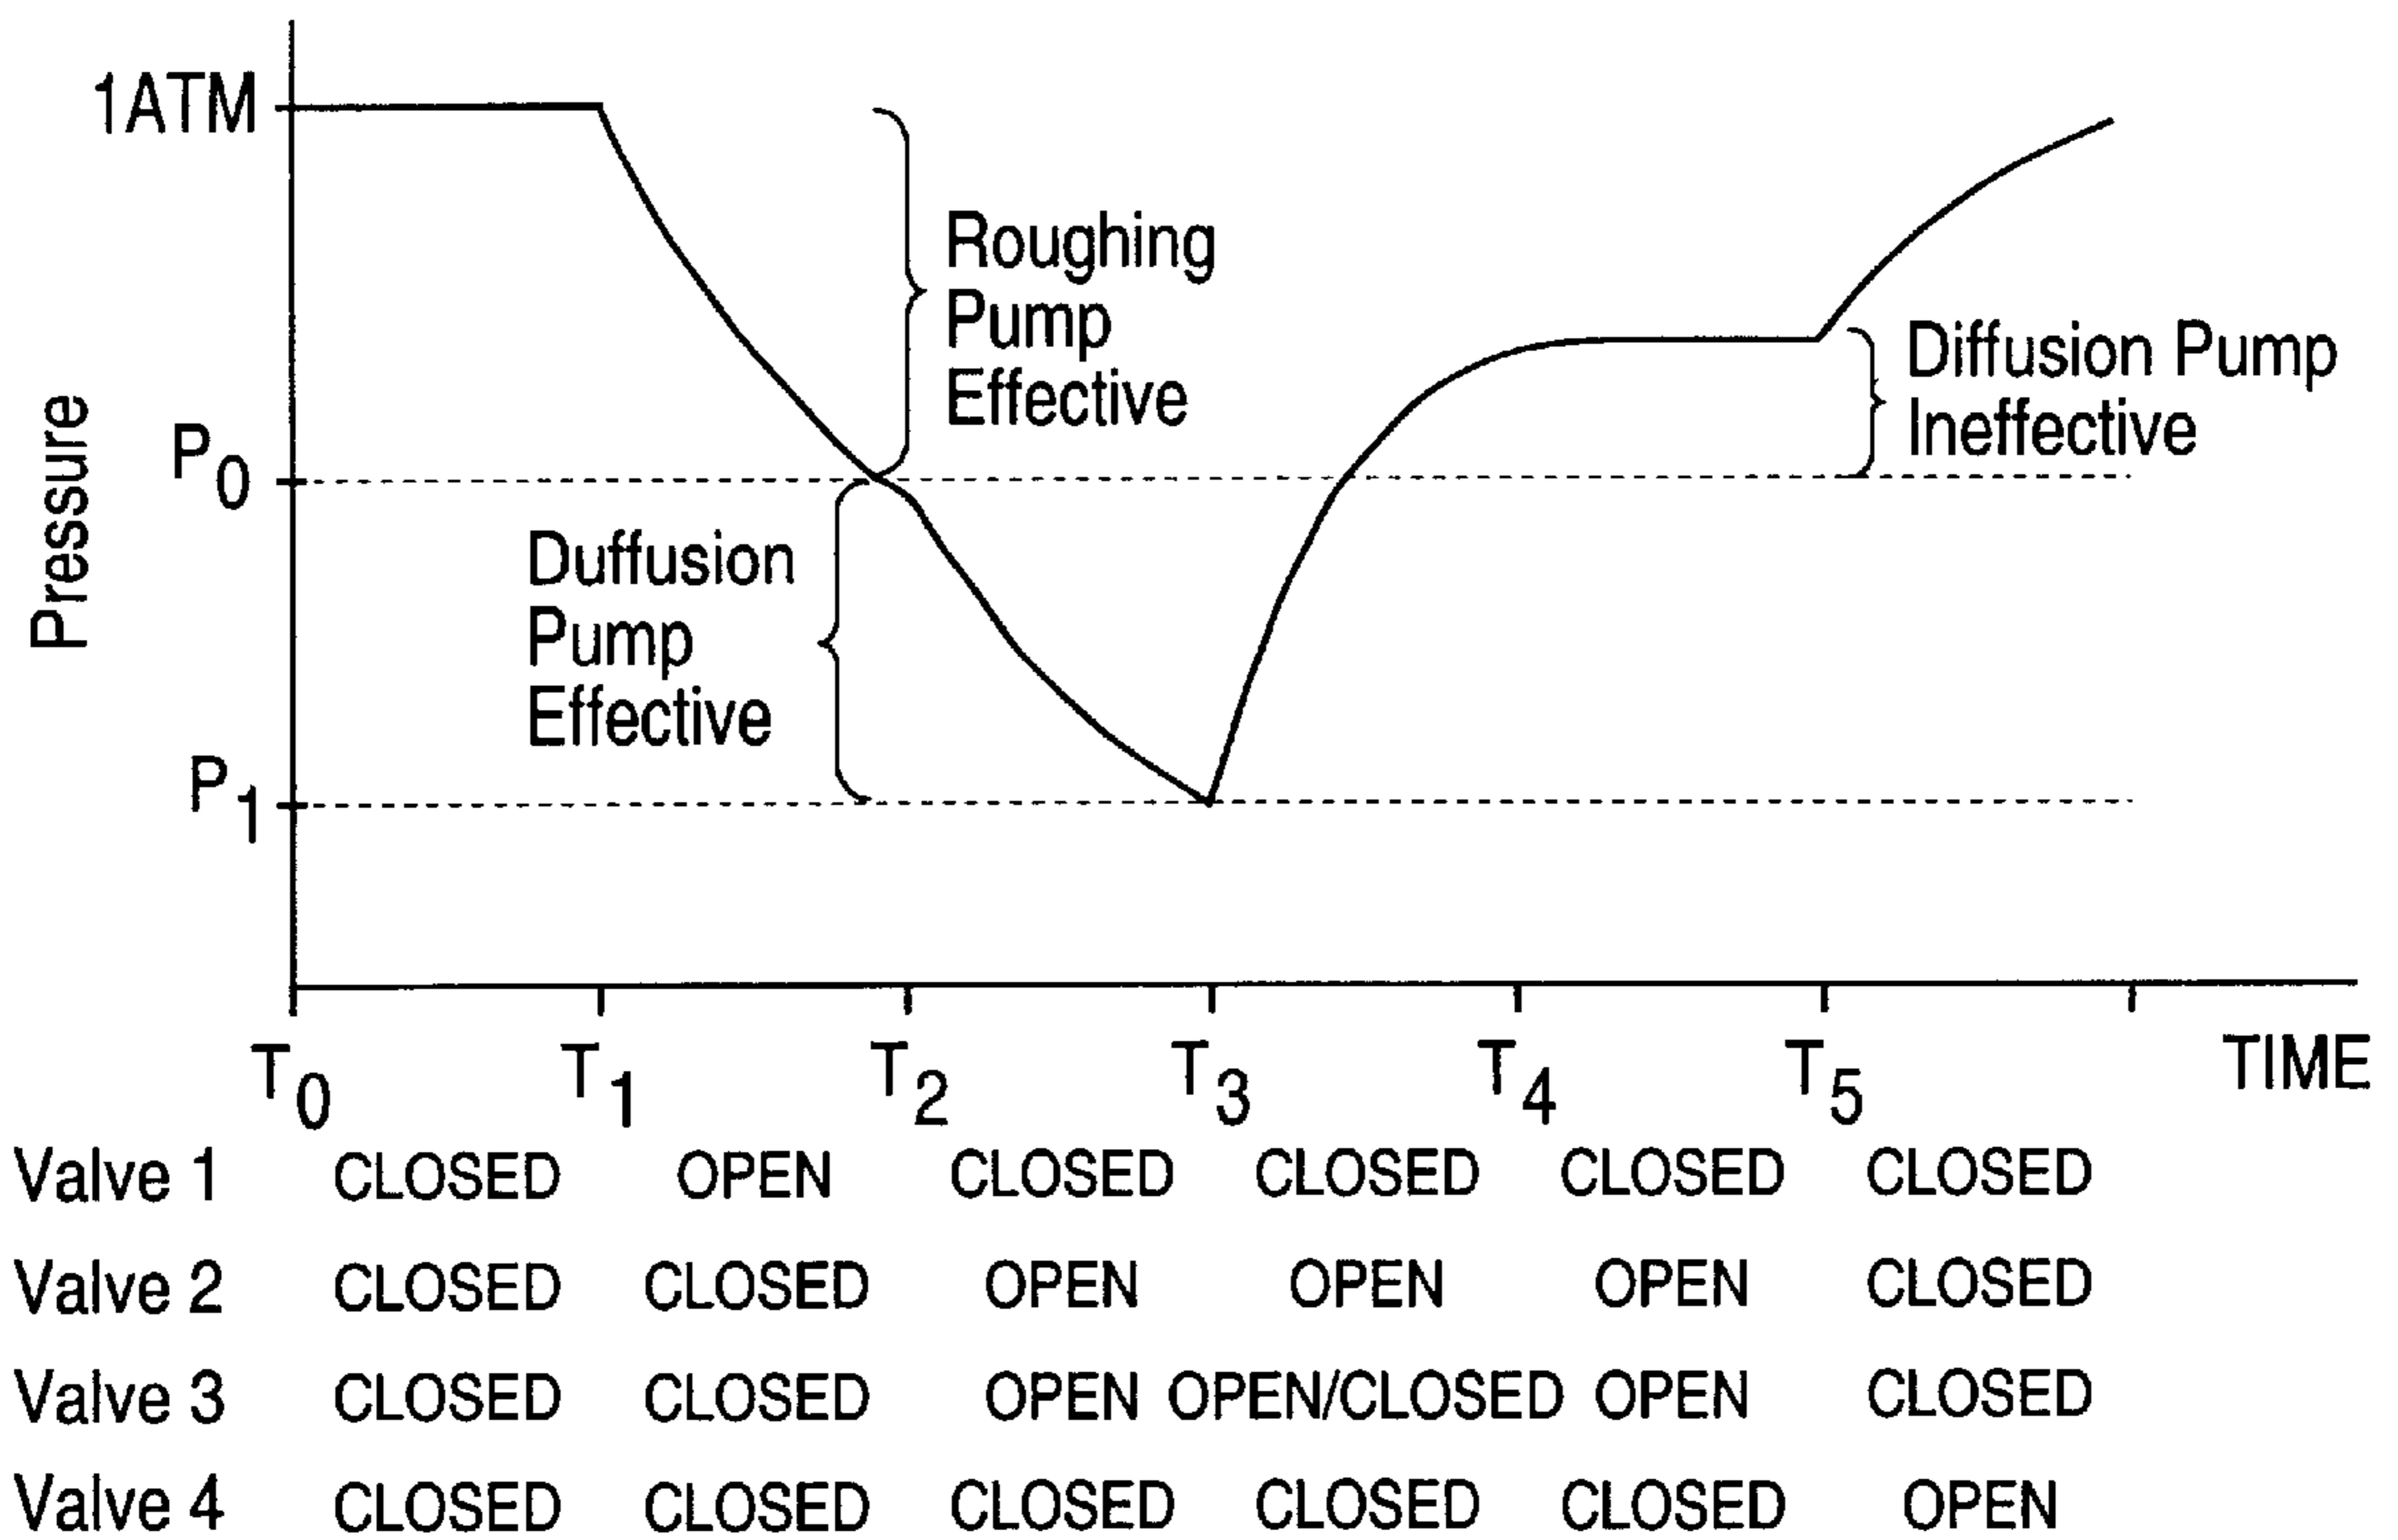 1ATM
Roughing
Pump
Effective
Diffusion Pump
Ineffective
Pressure
P0
Duffusion
Pump
Effective
P1
T0 T1 T2 T3 T4 T5 TIME
Valve 1 CLOSED OPEN CLOSED CLOSED CLOSED CLOSED
Valve 2 CLOSED CLOSED OPEN OPEN OPEN CLOSED
Valve 3 CLOSED CLOSED OPEN OPEN/CLOSED OPEN CLOSED
Valve 4 CLOSED CLOSED CLOSED CLOSED CLOSED OPEN